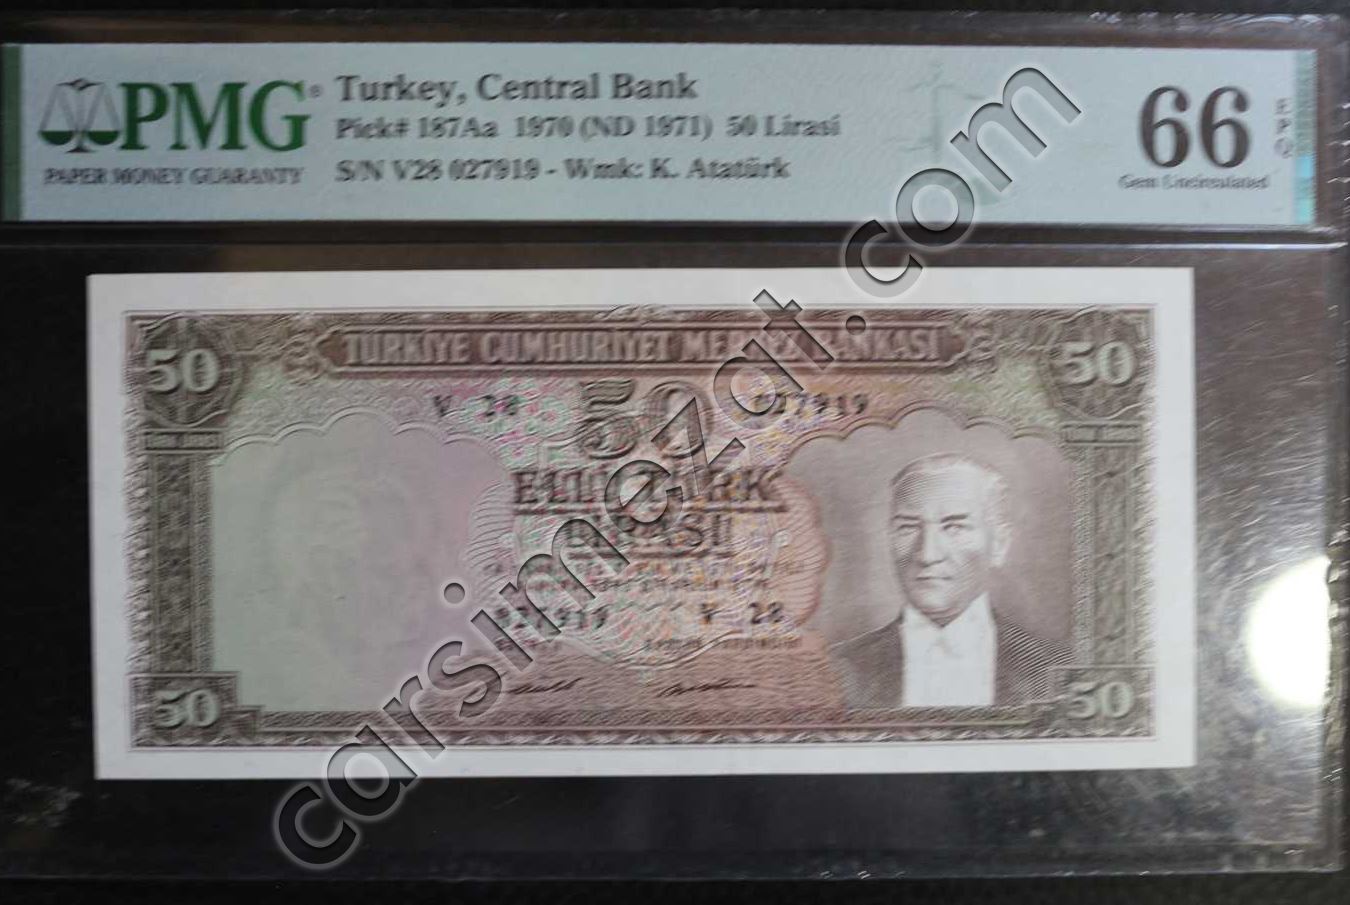 PMG®
PAPER MONEY GUARANTY
Turkey, Central Bank
Pick# 187Aa 1970 (ND 1971) 50 Lirasi
S/N V28 027919 - Wmk: K. Atatürk
66
EPQ
Gem Uncirculated
TÜRKİYE CUMHURİYET MERKEZ BANKASI
50
50
V 28
50
027919
ELLİ TÜRK
LİRASI
027919 V 28
50
50
carsimezat.com